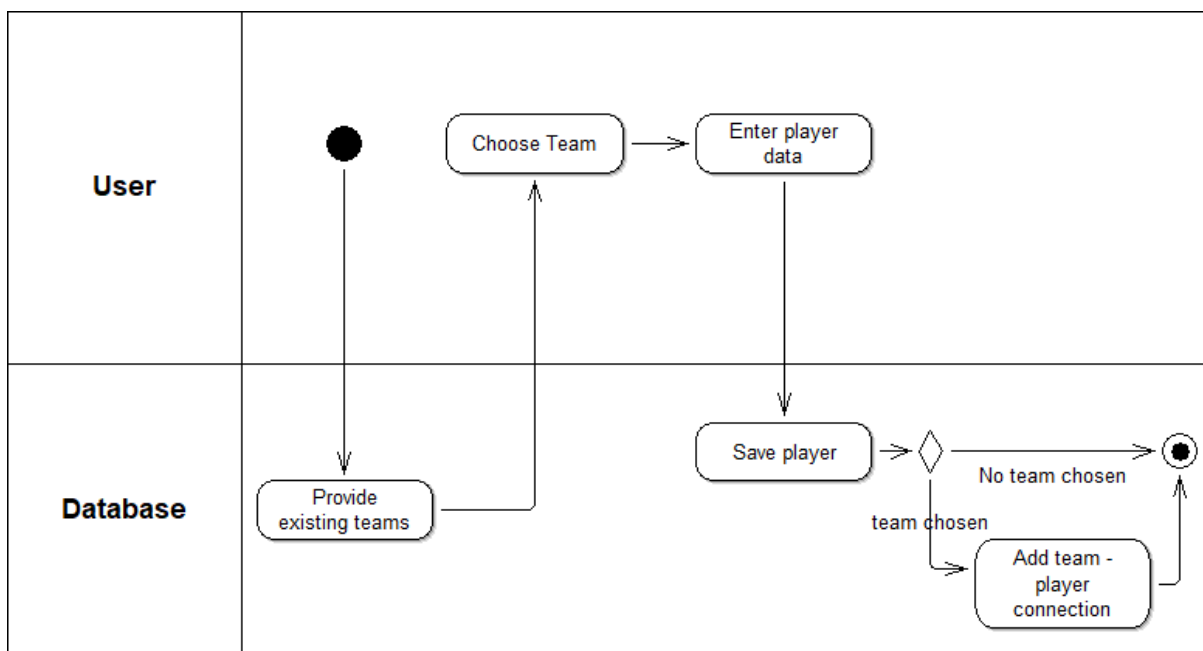 User
Choose Team
Enter player
data
Database
Provide
existing teams
Save player
No team chosen
team chosen
Add team -
player
connection